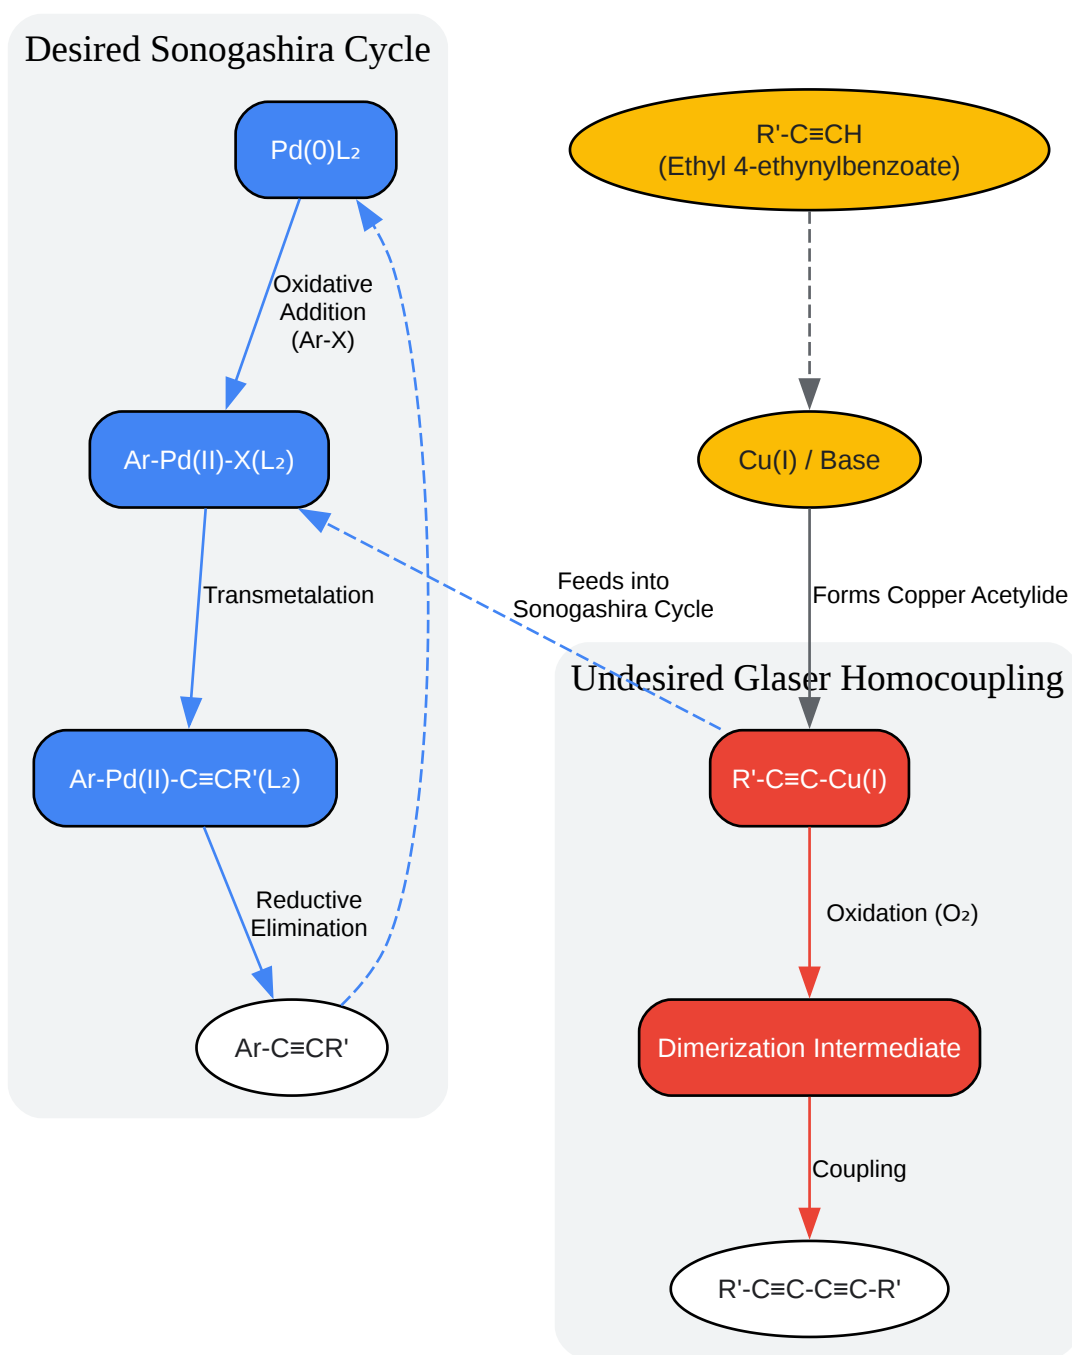 Desired Sonogashira Cycle
Pd(0)L₂
Oxidative
Addition
(Ar-X)
Ar-Pd(II)-X(L₂)
Transmetalation
Ar-Pd(II)-C≡CR'(L₂)
Reductive
Elimination
Ar-C≡CR'
R'-C≡CH
(Ethyl 4-ethynylbenzoate)
Cu(I) / Base
Feeds into
Sonogashira Cycle
Forms Copper Acetylide
Undesired Glaser Homocoupling
R'-C≡C-Cu(I)
Oxidation (O₂)
Dimerization Intermediate
Coupling
R'-C≡C-C≡C-R'